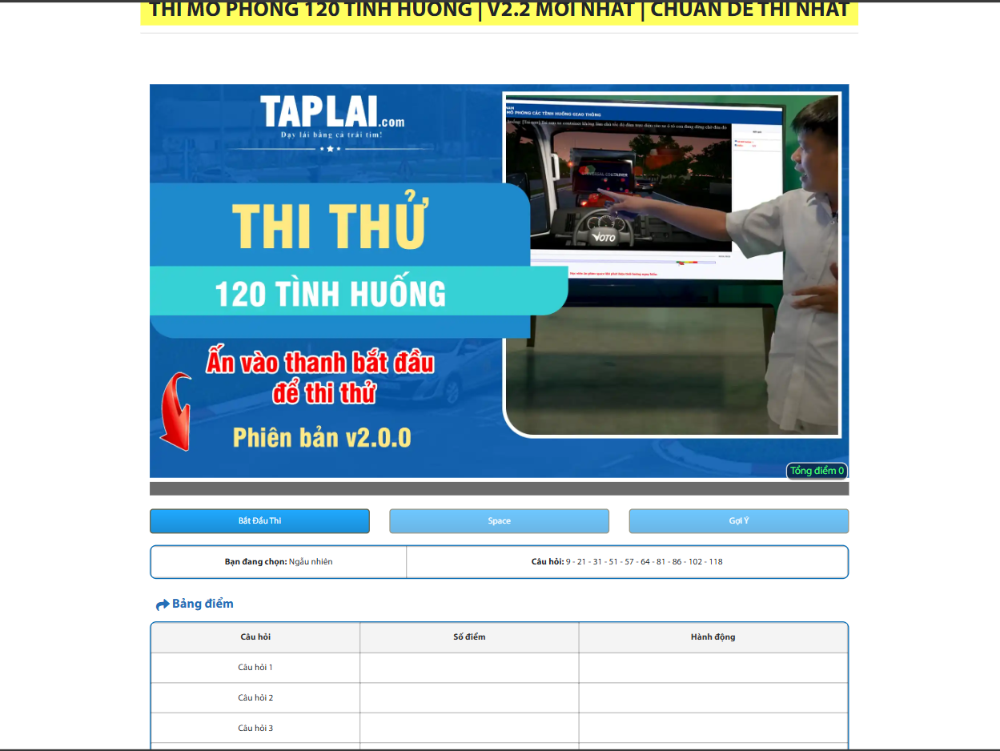 THI MÔ PHỎNG 120 TÌNH HUỐNG | V2.2 MỚI NHẤT | CHUẨN ĐỀ THI NHẤT
TAPLAI.com
Dạy lái bằng cả trái tim!
MÔ PHỎNG CÁC TÌNH HUỐNG GIAO THÔNG
UNIVERSAL CONTAINER
VOTO
THI THỬ
120 TÌNH HUỐNG
Ấn vào thanh bắt đầu
để thi thử
Phiên bản v2.0.0
Tổng điểm 0
Bắt Đầu Thi
Space
Gợi Ý
Bạn đang chọn: Ngẫu nhiên
Câu hỏi: 9 - 21 - 31 - 51 - 57 - 64 - 81 - 86 - 102 - 118
Bảng điểm
Câu hỏi
Số điểm
Hành động
Câu hỏi 1
Câu hỏi 2
Câu hỏi 3